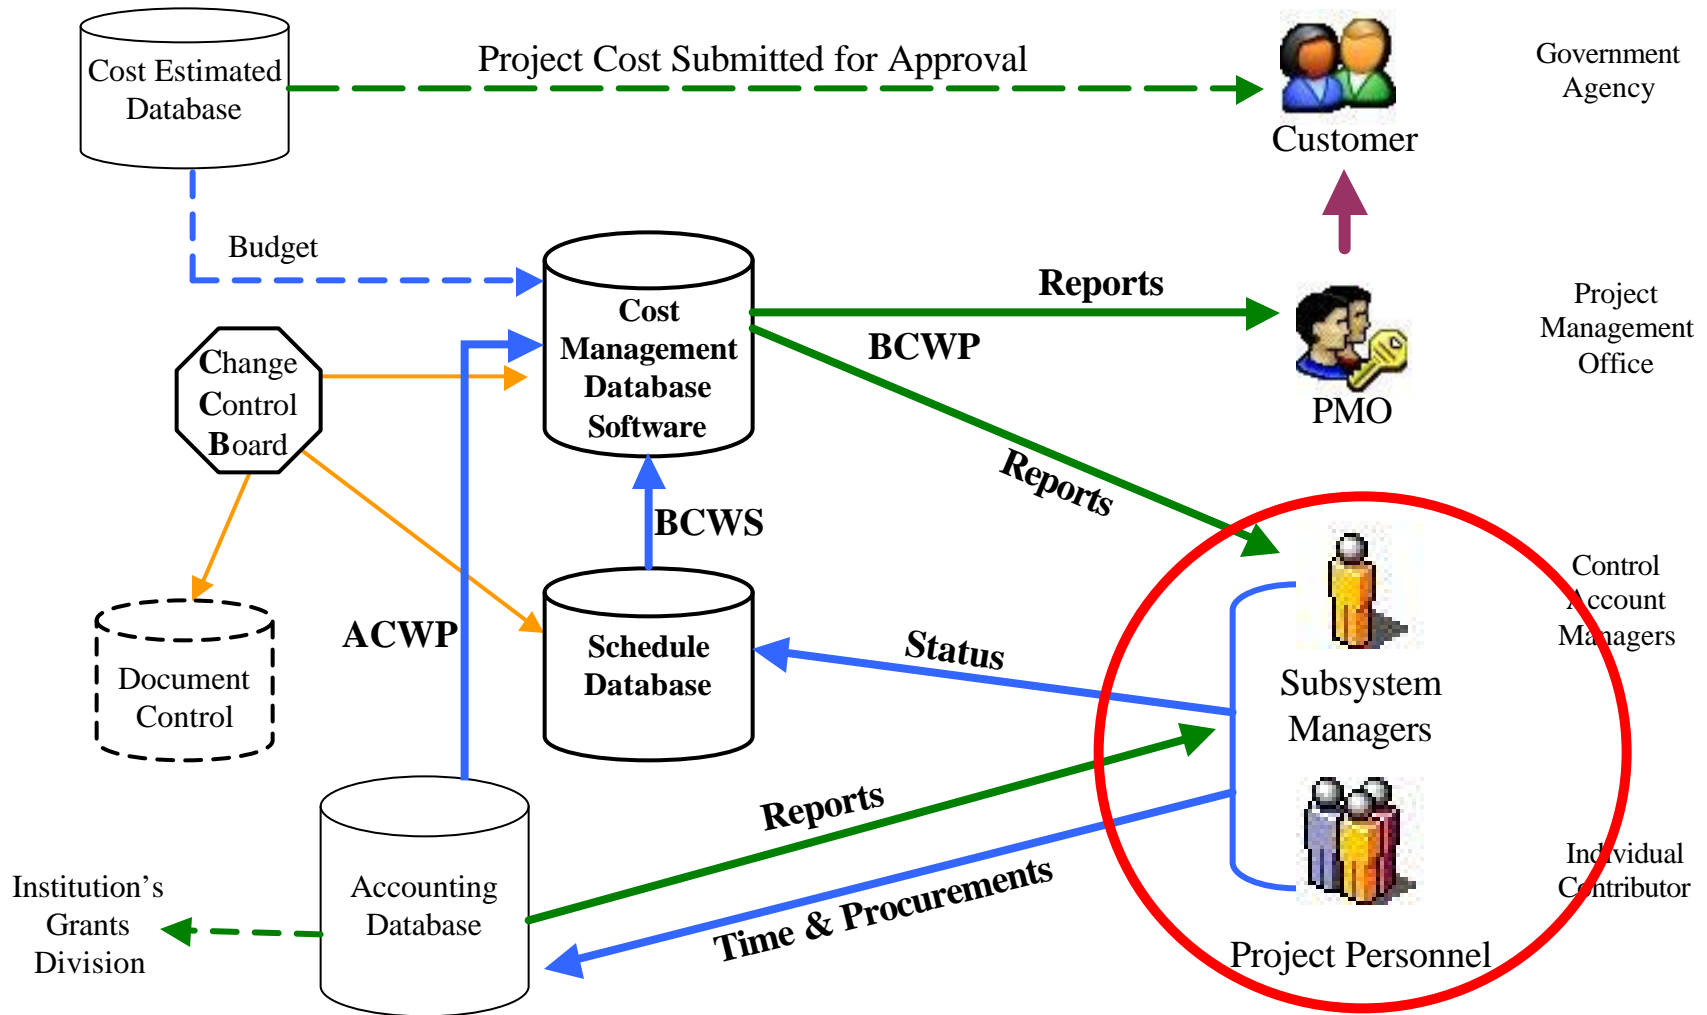 Cost Estimated
Database
Project Cost Submitted for Approval
Customer
Government
Agency
Budget
Cost
Management
Database
Software
Reports
BCWP
Reports
PMO
Project
Management
Office
Change
Control
Board
BCWS
ACWP
Schedule
Database
Status
Document
Control
Subsystem
Managers
Control
Account
Managers
Reports
Time & Procurements
Accounting
Database
Institution’s
Grants
Division
Individual
Contributor
Project Personnel